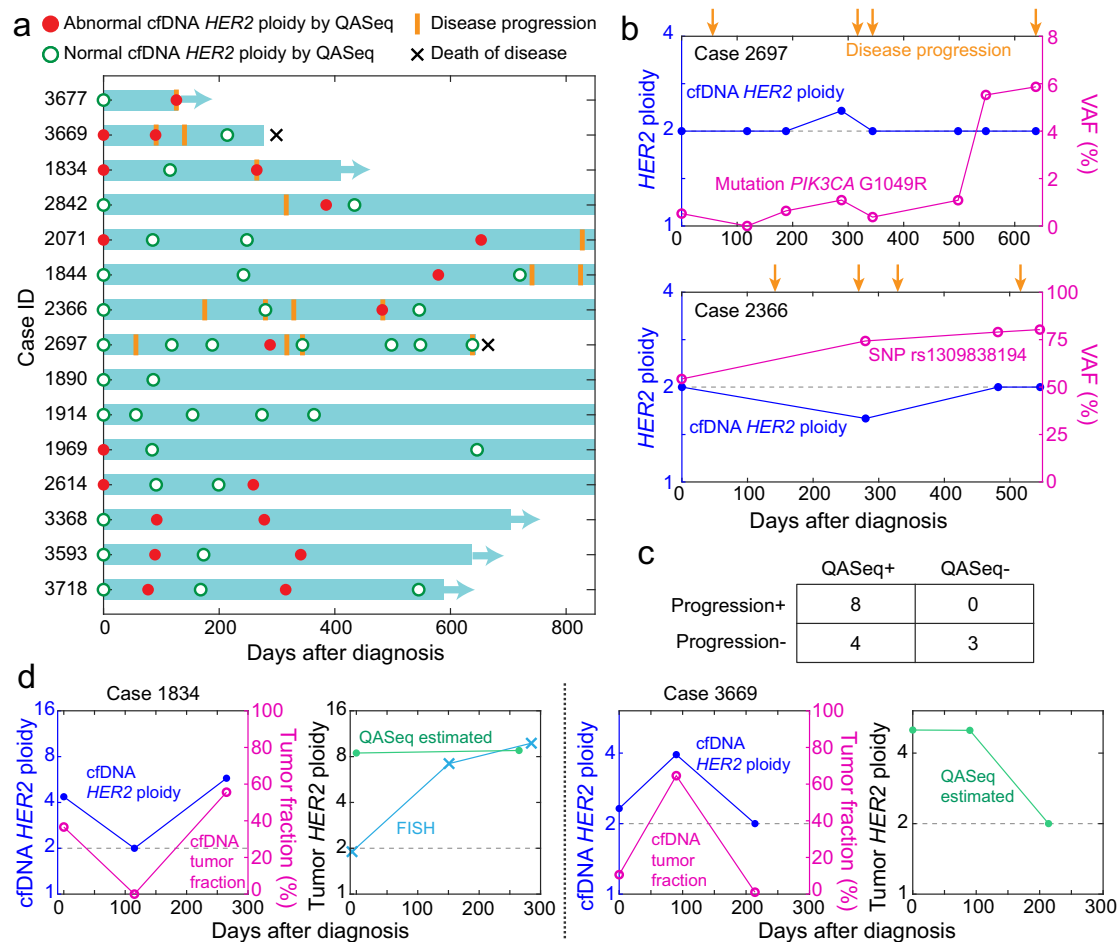 a
Abnormal cfDNA HER2 ploidy by QASeq
Disease progression
Normal cfDNA HER2 ploidy by QASeq
Death of disease
Case ID
3677
3669
1834
2842
2071
1844
2366
2697
1890
1914
1969
2614
3368
3593
3718
0 200 400 600 800
Days after diagnosis
b
Case 2697
Disease progression
cfDNA HER2 ploidy
Mutation PIK3CA G1049R
HER2 ploidy
4
2
1
VAF (%)
8
6
4
2
0
0 100 200 300 400 500 600
Case 2366
SNP rs1309838194
cfDNA HER2 ploidy
HER2 ploidy
4
2
1
VAF (%)
100
75
50
25
0
0 100 200 300 400 500
Days after diagnosis
c
QASeq+ QASeq-
Progression+ 8 0
Progression- 4 3
d
Case 1834
cfDNA HER2 ploidy
16
8
4
2
1
cfDNA
HER2 ploidy
cfDNA
tumor
fraction
Tumor fraction (%)
100
80
60
40
20
0
0 100 200 300
Tumor HER2 ploidy
16
8
4
2
1
QASeq estimated
FISH
0 100 200 300
Days after diagnosis
Case 3669
cfDNA HER2 ploidy
4
2
1
cfDNA
HER2 ploidy
cfDNA
tumor
fraction
Tumor fraction (%)
100
80
60
40
20
0
0 100 200 300
Tumor HER2 ploidy
4
2
1
QASeq
estimated
0 100 200 300
Days after diagnosis